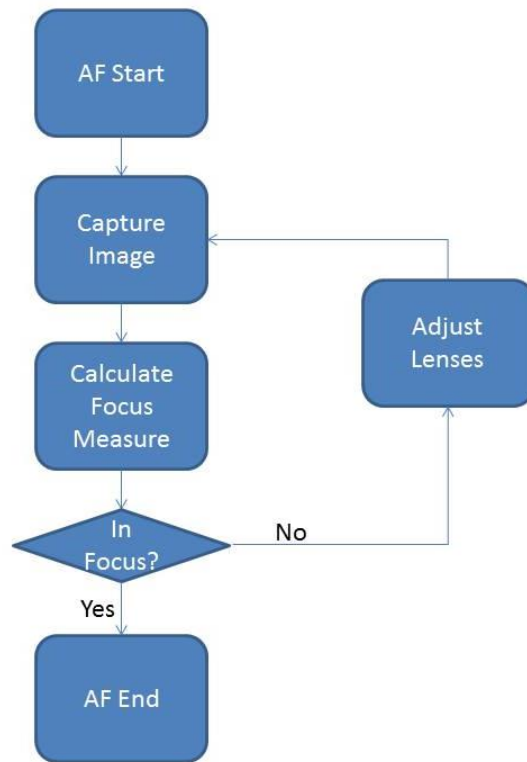 AF Start
Capture
Image
Adjust
Lenses
Calculate
Focus
Measure
In
Focus?
No
Yes
AF End